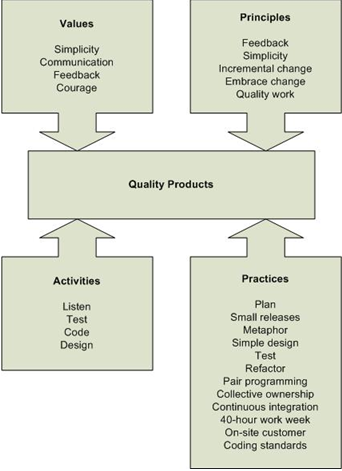 Values
Simplicity
Communication
Feedback
Courage
Principles
Feedback
Simplicity
Incremental change
Embrace change
Quality work
Quality Products
Activities
Listen
Test
Code
Design
Practices
Plan
Small releases
Metaphor
Simple design
Test
Refactor
Pair programming
Collective ownership
Continuous integration
40-hour work week
On-site customer
Coding standards